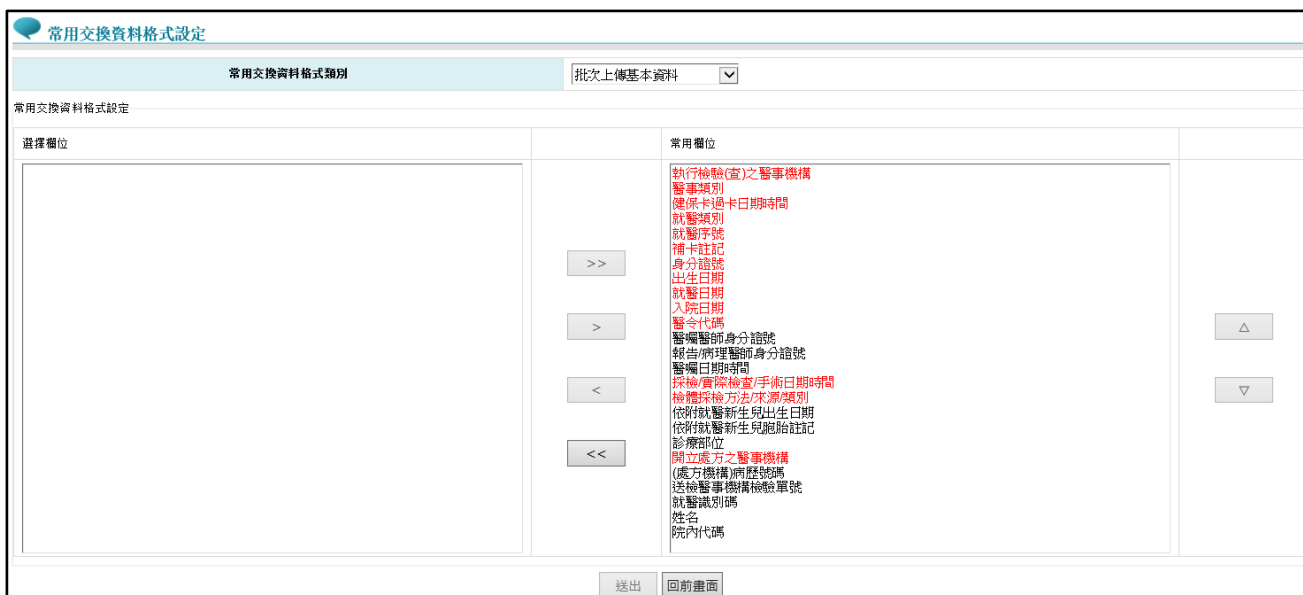 常用交換資料格式設定
常用交換資料格式類別
批次上傳基本資料
常用交換資料格式設定
選擇欄位
常用欄位
執行檢驗(查)之醫事機構
醫事類別
健保卡過卡日期時間
就醫類別
就醫序號
補卡註記
身分證號
出生日期
就醫日期
入院日期
醫令代碼
醫囑醫師身分證號
報告/病理醫師身分證號
醫囑日期時間
採檢/實際檢查/手術日期時間
檢體採檢方法/來源/類別
依附就醫新生兒出生日期
依附就醫新生兒胞胎註記
診療部位
開立處方之醫事機構
(處方機構)病歷號碼
送檢醫事機構檢驗單號
就醫識別碼
姓名
院內代碼
>>
>
<
<<
△
▽
送出
回前畫面